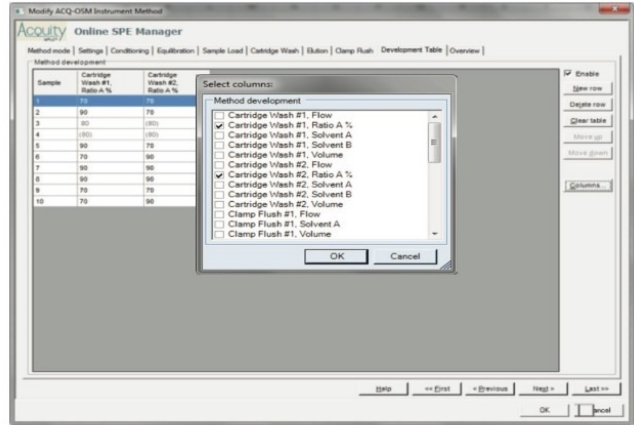 Modify ACQ-OSM Instrument Method
Acquity Online SPE Manager
Method mode | Settings | Conditioning | Equilibration | Sample Load | Cartridge Wash | Elution | Clamp Flush | Development Table | Overview |
Method development
Sample Cartridge Wash #1, Ratio A % Cartridge Wash #2, Ratio A %
1 70 70
2 90 70
3 80 (80)
4 (80) (80)
5 90 70
6 70 90
7 90 90
8 90 90
9 70 70
10 70 90
Select columns:
Method development
Cartridge Wash #1, Flow
Cartridge Wash #1, Ratio A %
Cartridge Wash #1, Solvent A
Cartridge Wash #1, Solvent B
Cartridge Wash #1, Volume
Cartridge Wash #2, Flow
Cartridge Wash #2, Ratio A %
Cartridge Wash #2, Solvent A
Cartridge Wash #2, Solvent B
Cartridge Wash #2, Volume
Clamp Flush #1, Flow
Clamp Flush #1, Solvent A
Clamp Flush #1, Volume
OK Cancel
Enable
New row
Delete row
Clear table
Move up
Move down
Columns...
Help << First < Previous Next > Last >>
OK